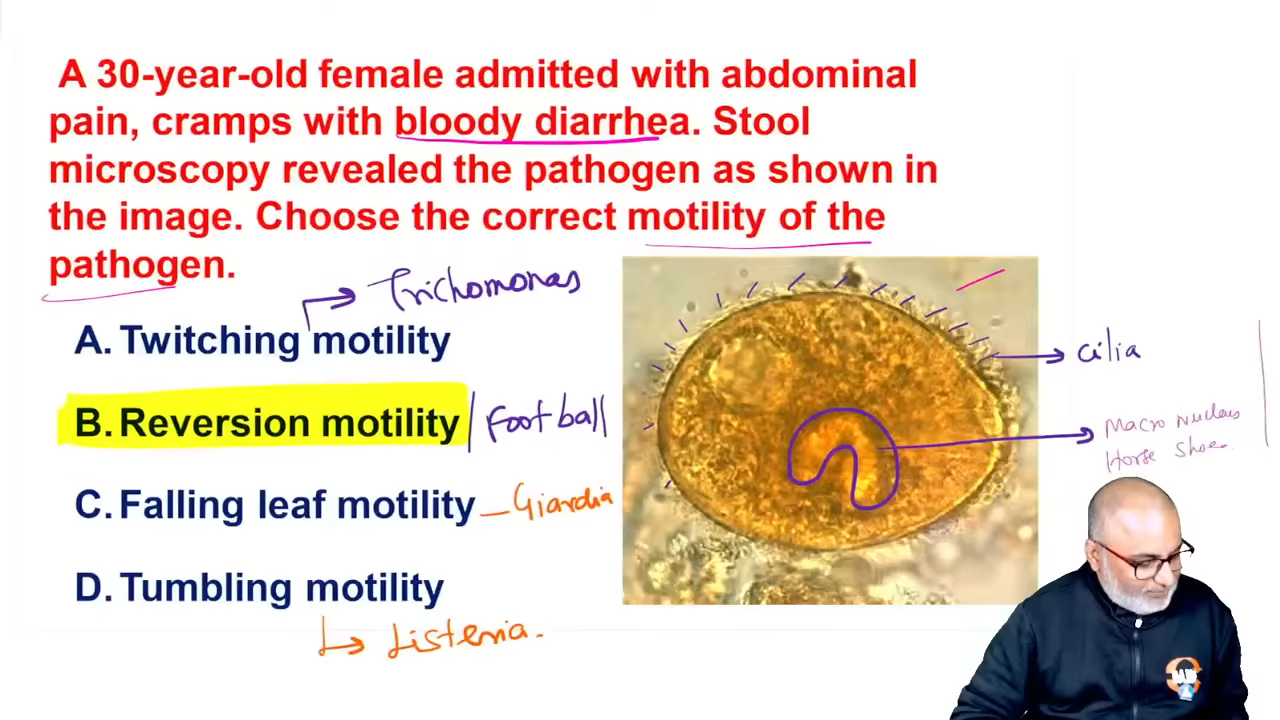 A 30-year-old female admitted with abdominal
pain, cramps with bloody diarrhea. Stool
microscopy revealed the pathogen as shown in
the image. Choose the correct motility of the
pathogen.
Trichomonas
A. Twitching motility
cilia
B. Reversion motility
Foot ball
Macro nucleus
Horse Shoe
C. Falling leaf motility
Giardia
D. Tumbling motility
Listeria.